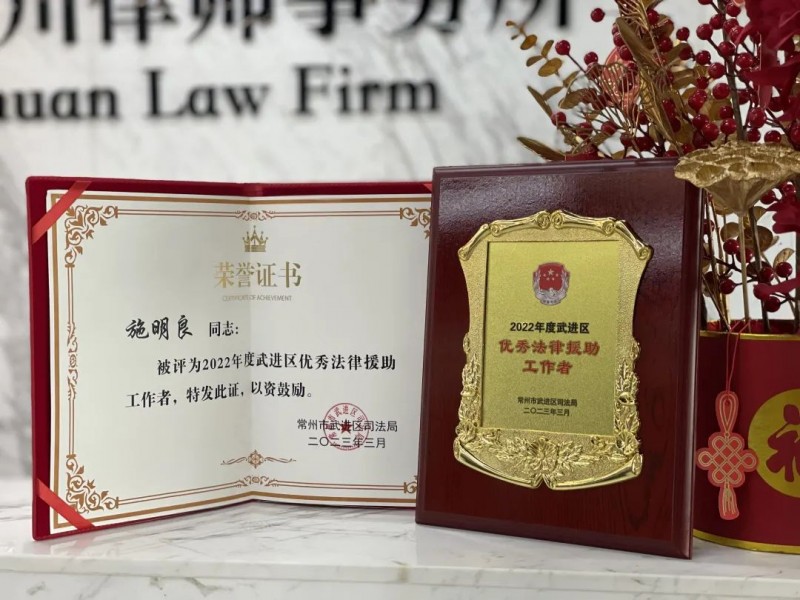 川律师事务所
huan Law Firm
荣誉证书
CERTIFICATE OF ACHIEVEMENT
施明良 同志：
被评为2022年度武进区优秀法律援助
工作者，特发此证，以资鼓励。
常州市武进区司法局
二〇二三年三月
2022年度武进区
优秀法律援助
工作者
常州市武进区司法局
二〇二三年三月